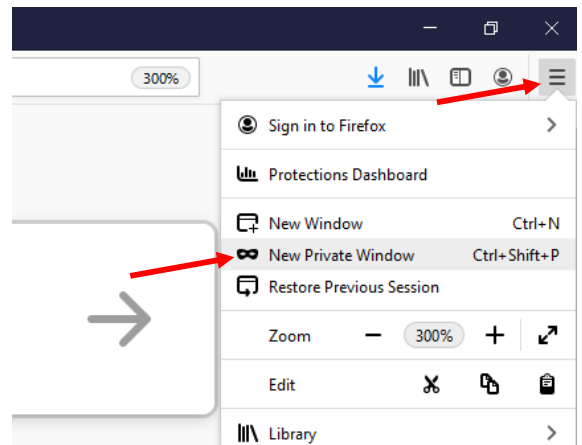 300%
Sign in to Firefox
Protections Dashboard
New Window Ctrl+N
New Private Window Ctrl+Shift+P
Restore Previous Session
Zoom 300%
Edit
Library